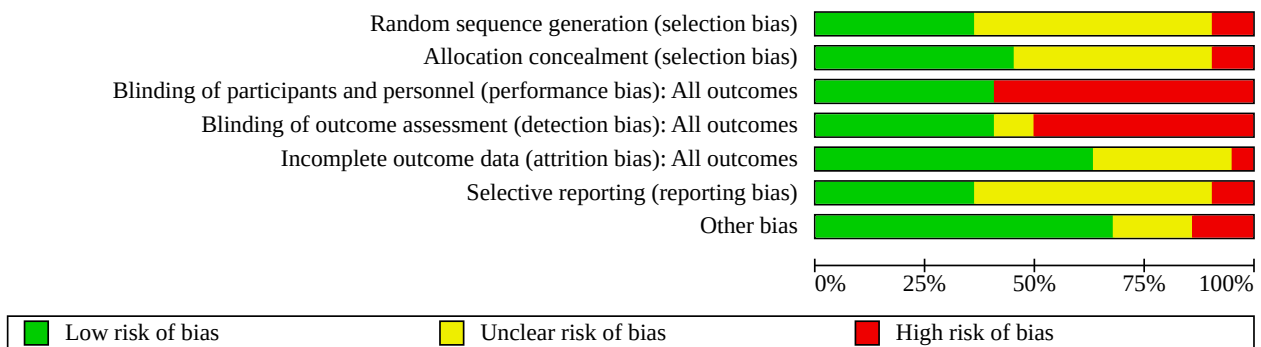 Random sequence generation (selection bias)
Allocation concealment (selection bias)
Blinding of participants and personnel (performance bias): All outcomes
Blinding of outcome assessment (detection bias): All outcomes
Incomplete outcome data (attrition bias): All outcomes
Selective reporting (reporting bias)
Other bias
0% 25% 50% 75% 100%
Low risk of bias Unclear risk of bias High risk of bias